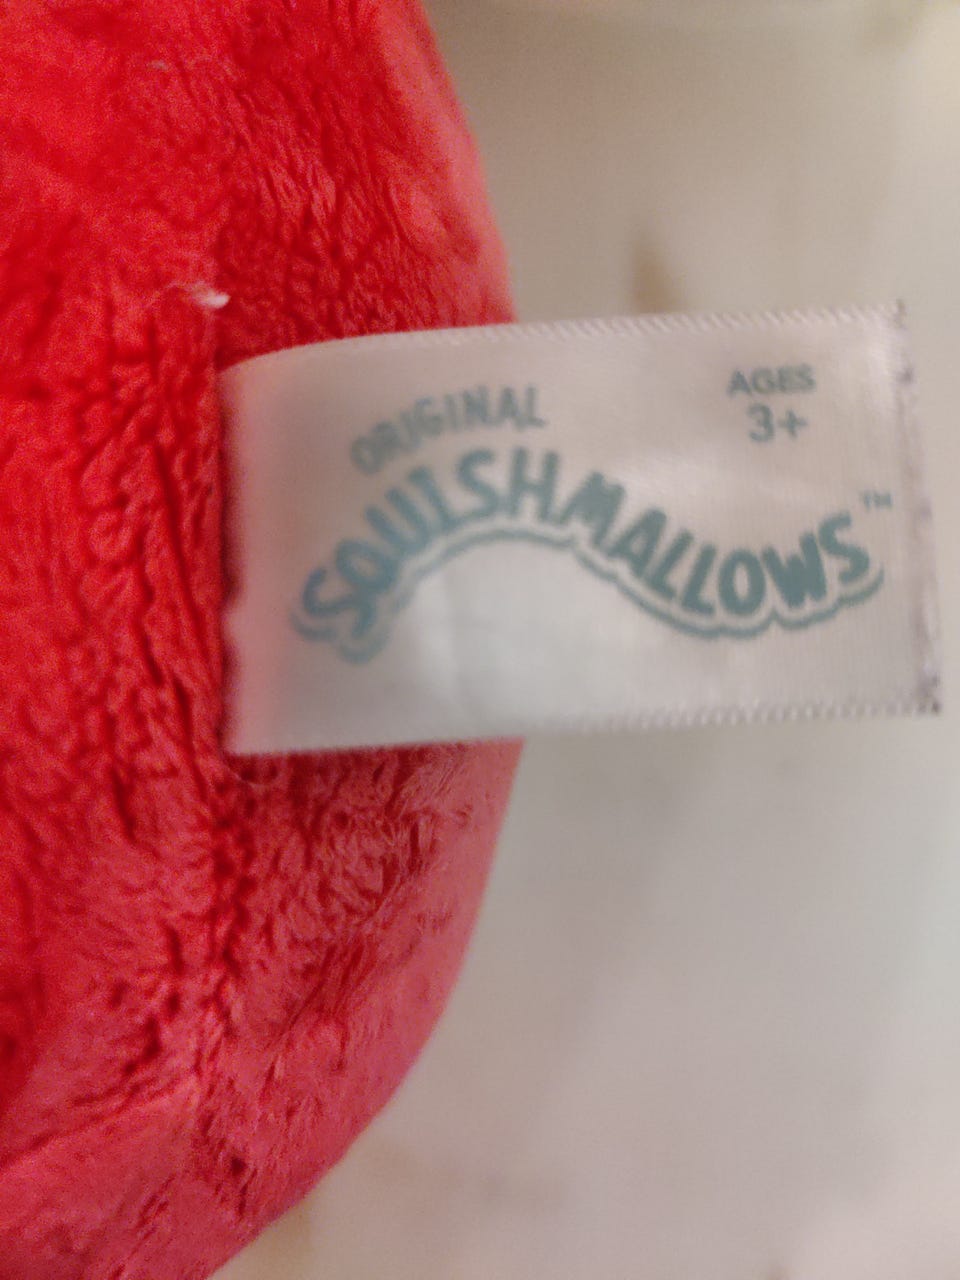 ORIGINAL
SQUISHMALLOWS™
AGES
3+